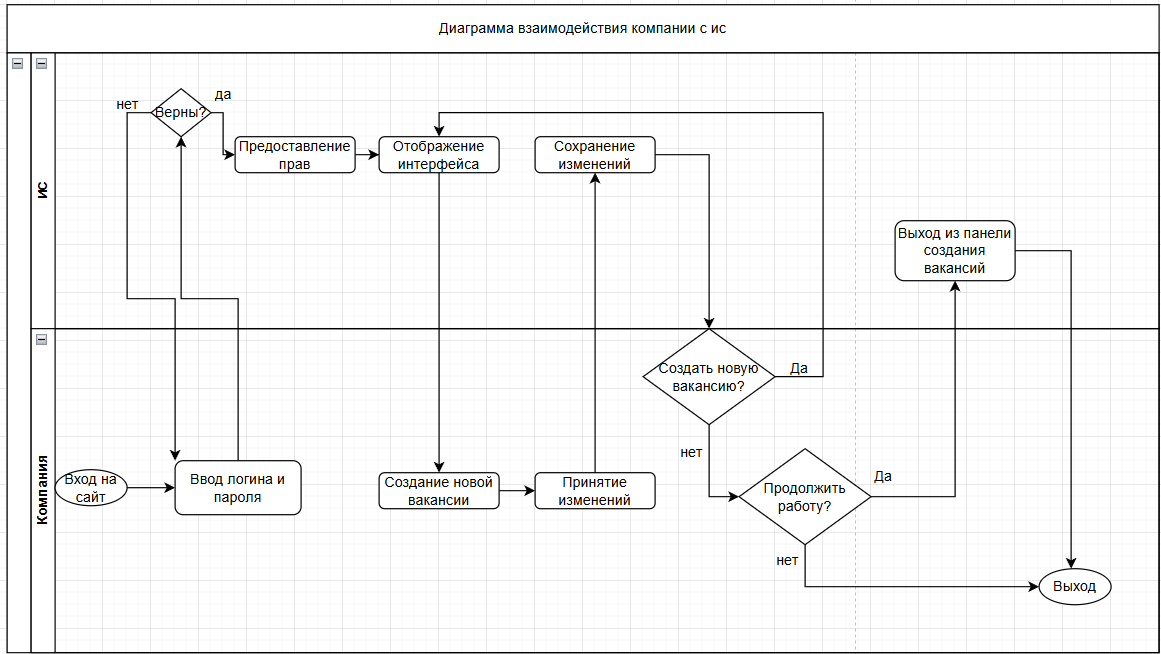 Диаграмма взаимодействия компании с ис
ИС
нет
Верны?
да
Предоставление
прав
Отображение
интерфейса
Сохранение
изменений
Выход из панели
создания
вакансий
Компания
Вход на
сайт
Ввод логина и
пароля
Создание новой
вакансии
Принятие
изменений
Создать новую
вакансию?
Да
нет
Продолжить
работу?
Да
нет
Выход